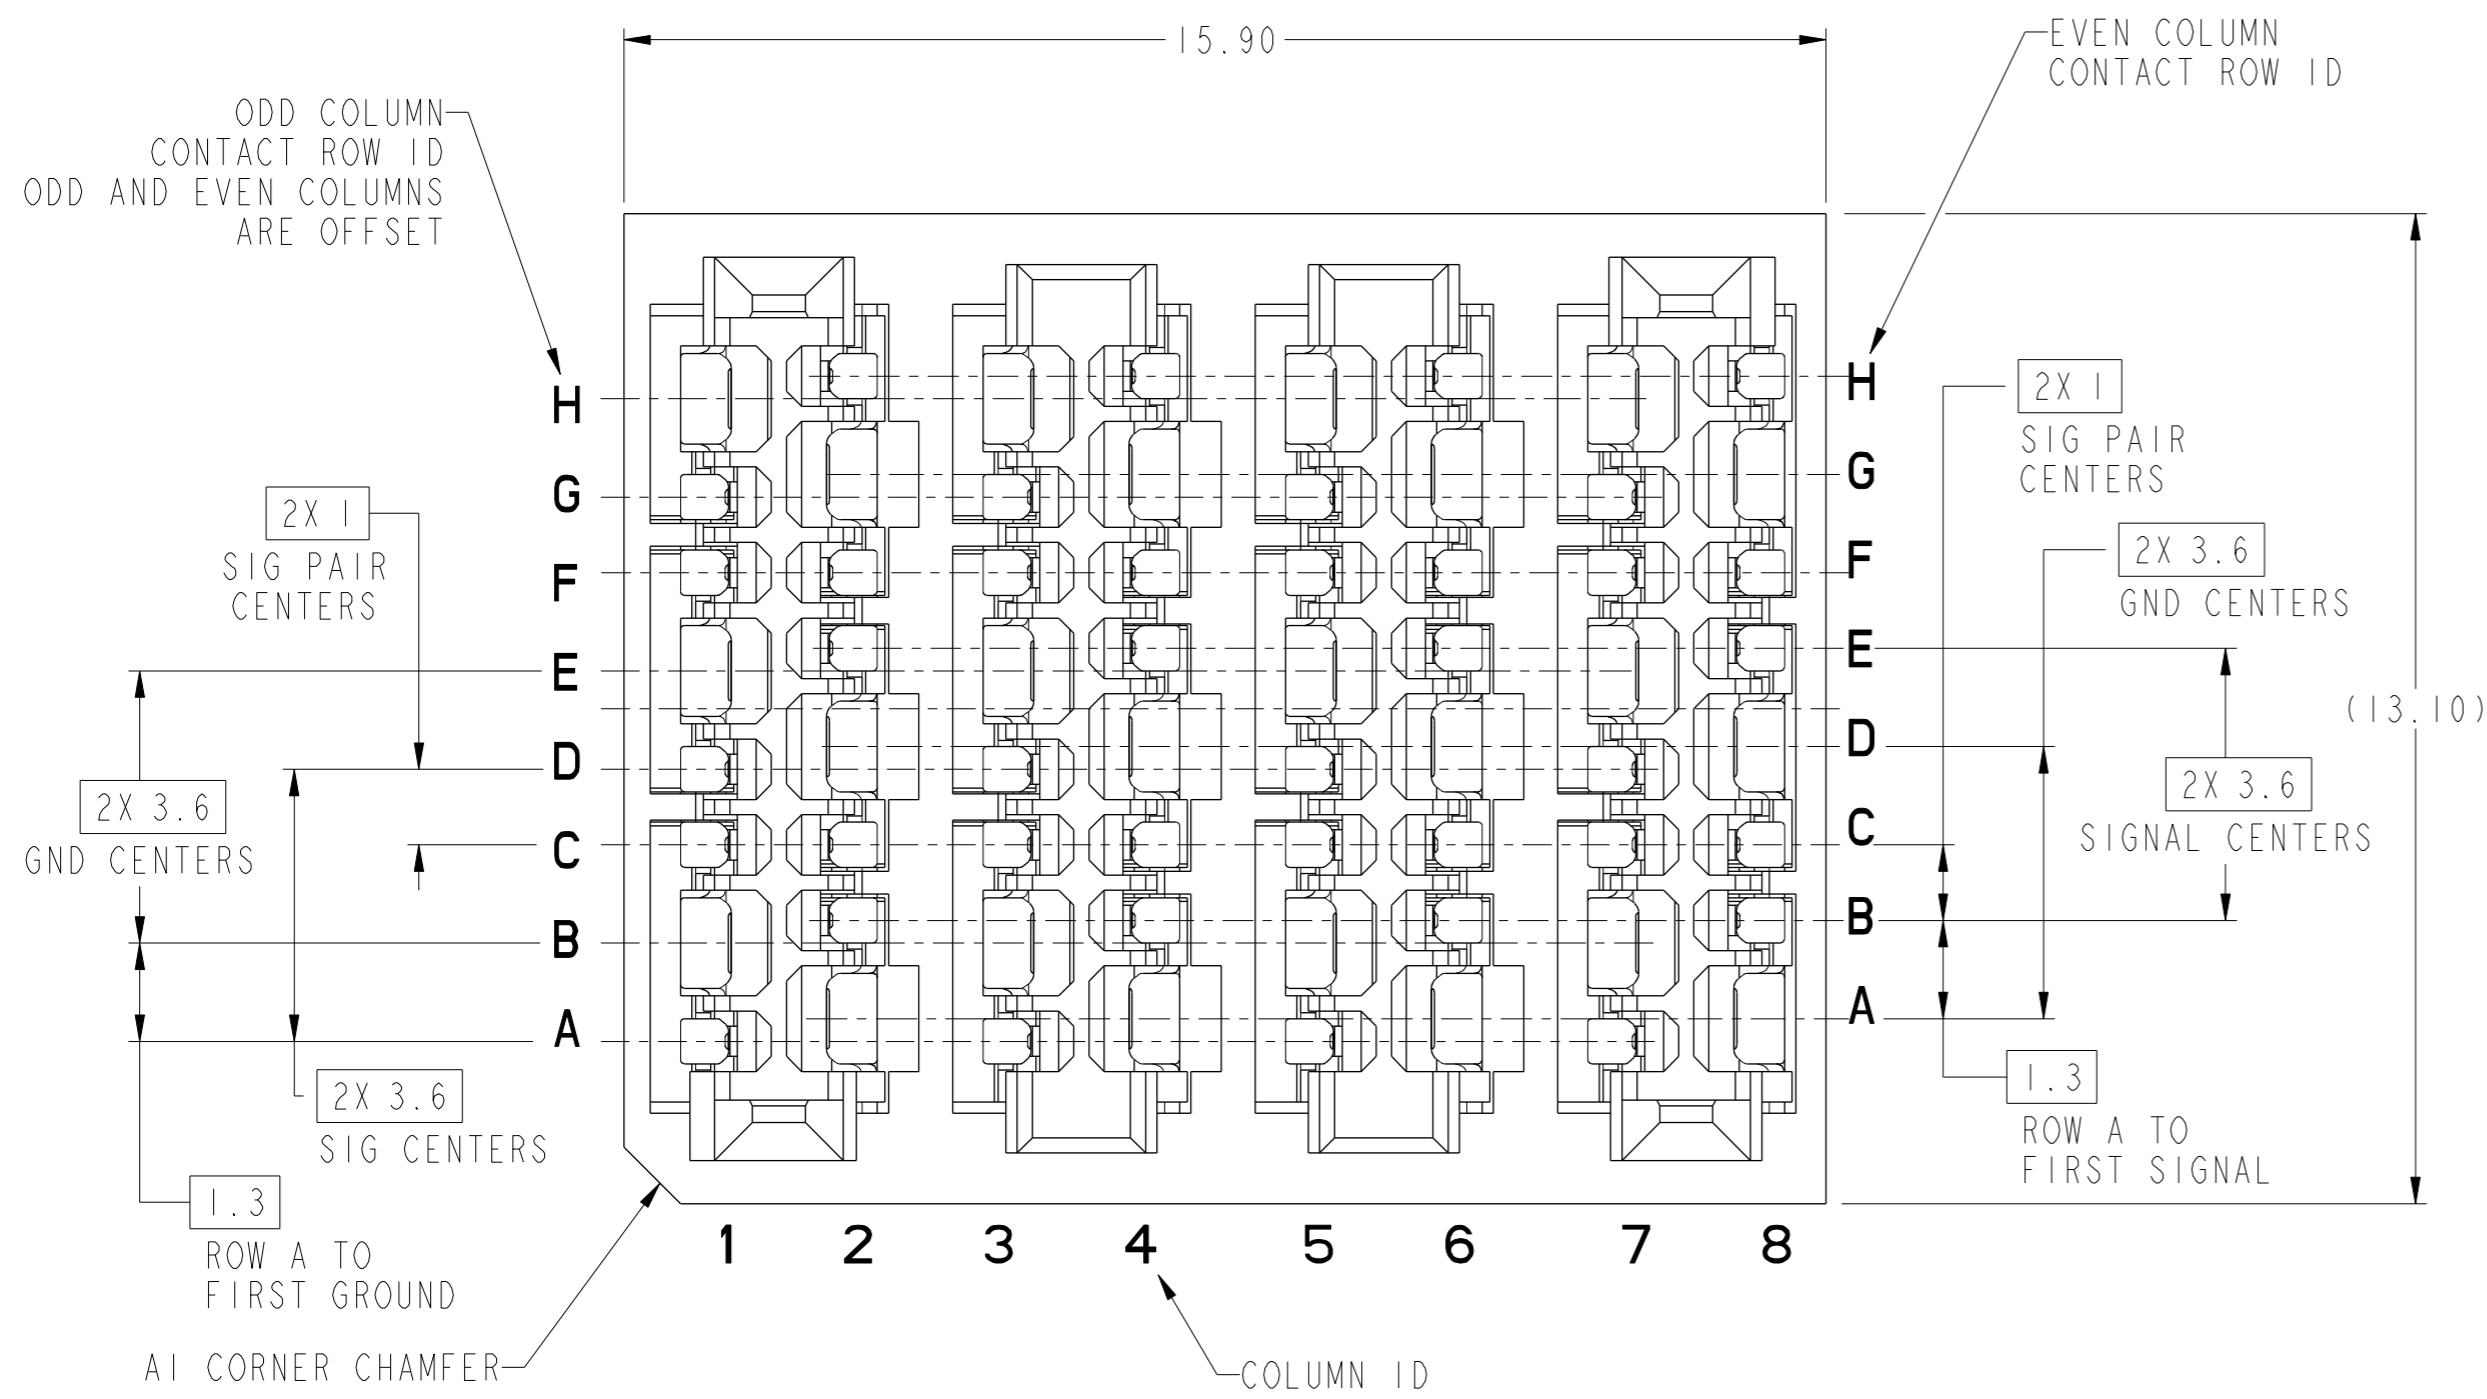 15.90
EVEN COLUMN
CONTACT ROW ID
ODD COLUMN
CONTACT ROW ID
ODD AND EVEN COLUMNS
ARE OFFSET
H
G
F
E
D
C
B
A
H
G
F
E
D
C
B
A
2X 1
SIG PAIR
CENTERS
2X 3.6
GND CENTERS
2X 3.6
SIG CENTERS
1.3
ROW A TO
FIRST GROUND
A1 CORNER CHAMFER
2X 1
SIG PAIR
CENTERS
2X 3.6
GND CENTERS
(13.10)
2X 3.6
SIGNAL CENTERS
1.3
ROW A TO
FIRST SIGNAL
1 2 3 4 5 6 7 8
COLUMN ID